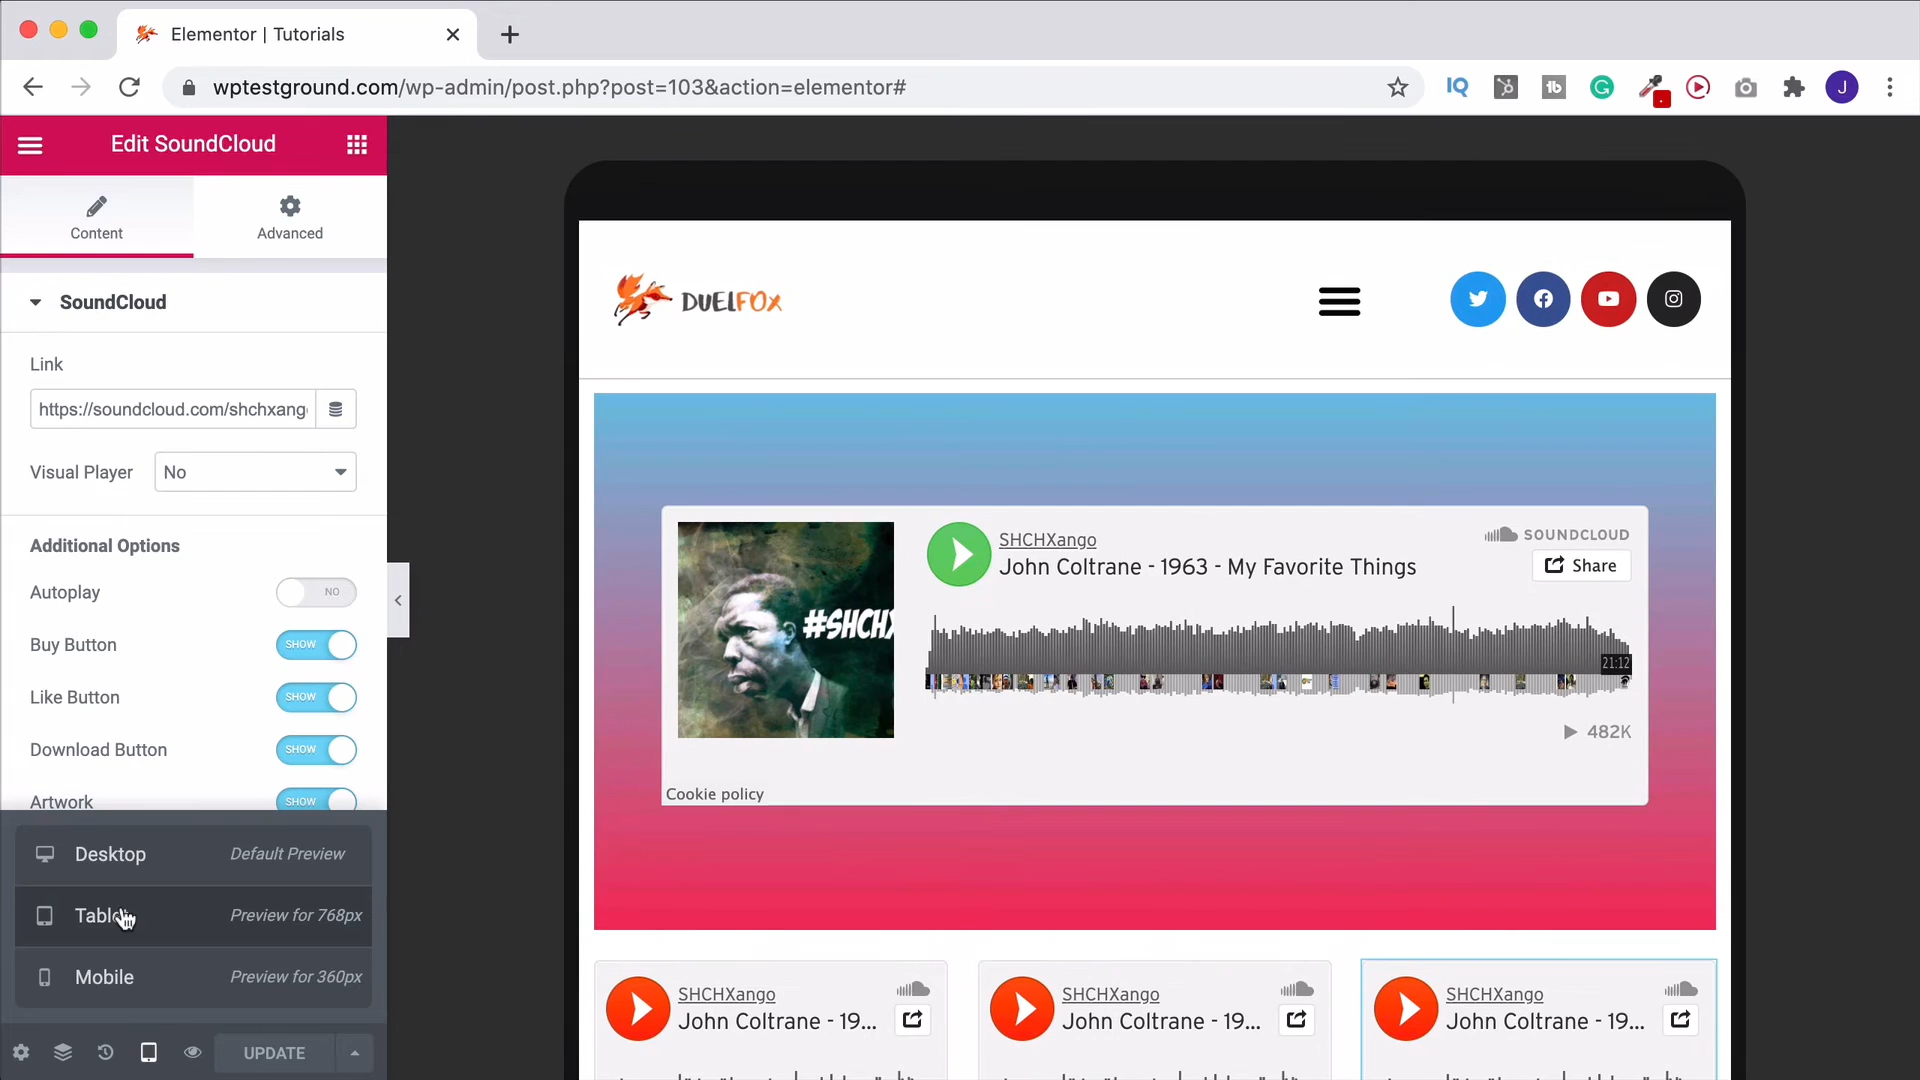 Elementor | Tutorials
wptestground.com/wp-admin/post.php?post=103&action=elementor#
IQ
tb
J
Edit SoundCloud
Content
Advanced
SoundCloud
Link
https://soundcloud.com/shchxang
Visual Player
No
Additional Options
Autoplay
NO
Buy Button
SHOW
Like Button
SHOW
Download Button
SHOW
Artwork
SHOW
Desktop
Default Preview
Preview for 768px
Mobile
Preview for 360px
UPDATE
DUELFOX
#SHCHX
SHCHXango
John Coltrane - 1963 - My Favorite Things
SOUNDCLOUD
Share
21:12
482K
Cookie policy
SHCHXango
John Coltrane - 19...
SHCHXango
John Coltrane - 19...
SHCHXango
John Coltrane - 19...